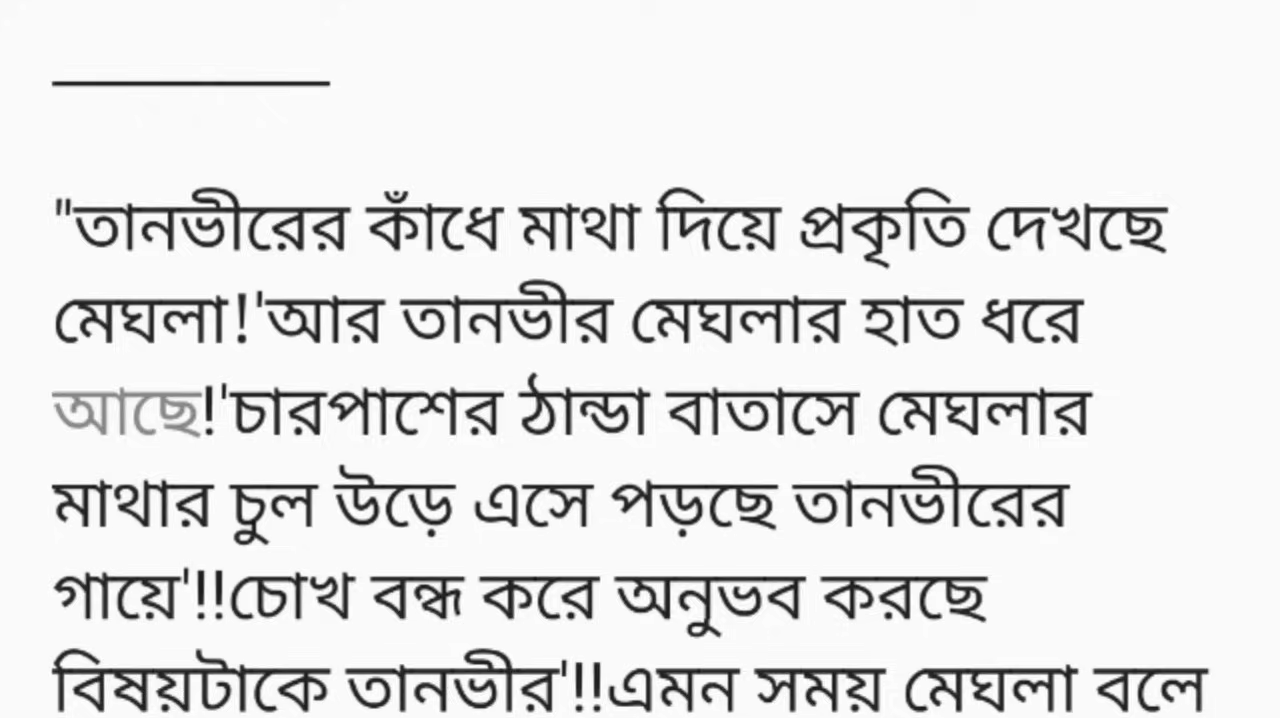 "তানভীরের কাঁধে মাথা দিয়ে প্রকৃতি দেখছে
মেঘলা!'আর তানভীর মেঘলার হাত ধরে
আছে!'চারপাশের ঠান্ডা বাতাসে মেঘলার
মাথার চুল উড়ে এসে পড়ছে তানভীরের
গায়ে'!!চোখ বন্ধ করে অনুভব করছে
বিষয়টাকে তানভীর'!!এমন সময় মেঘলা বলে